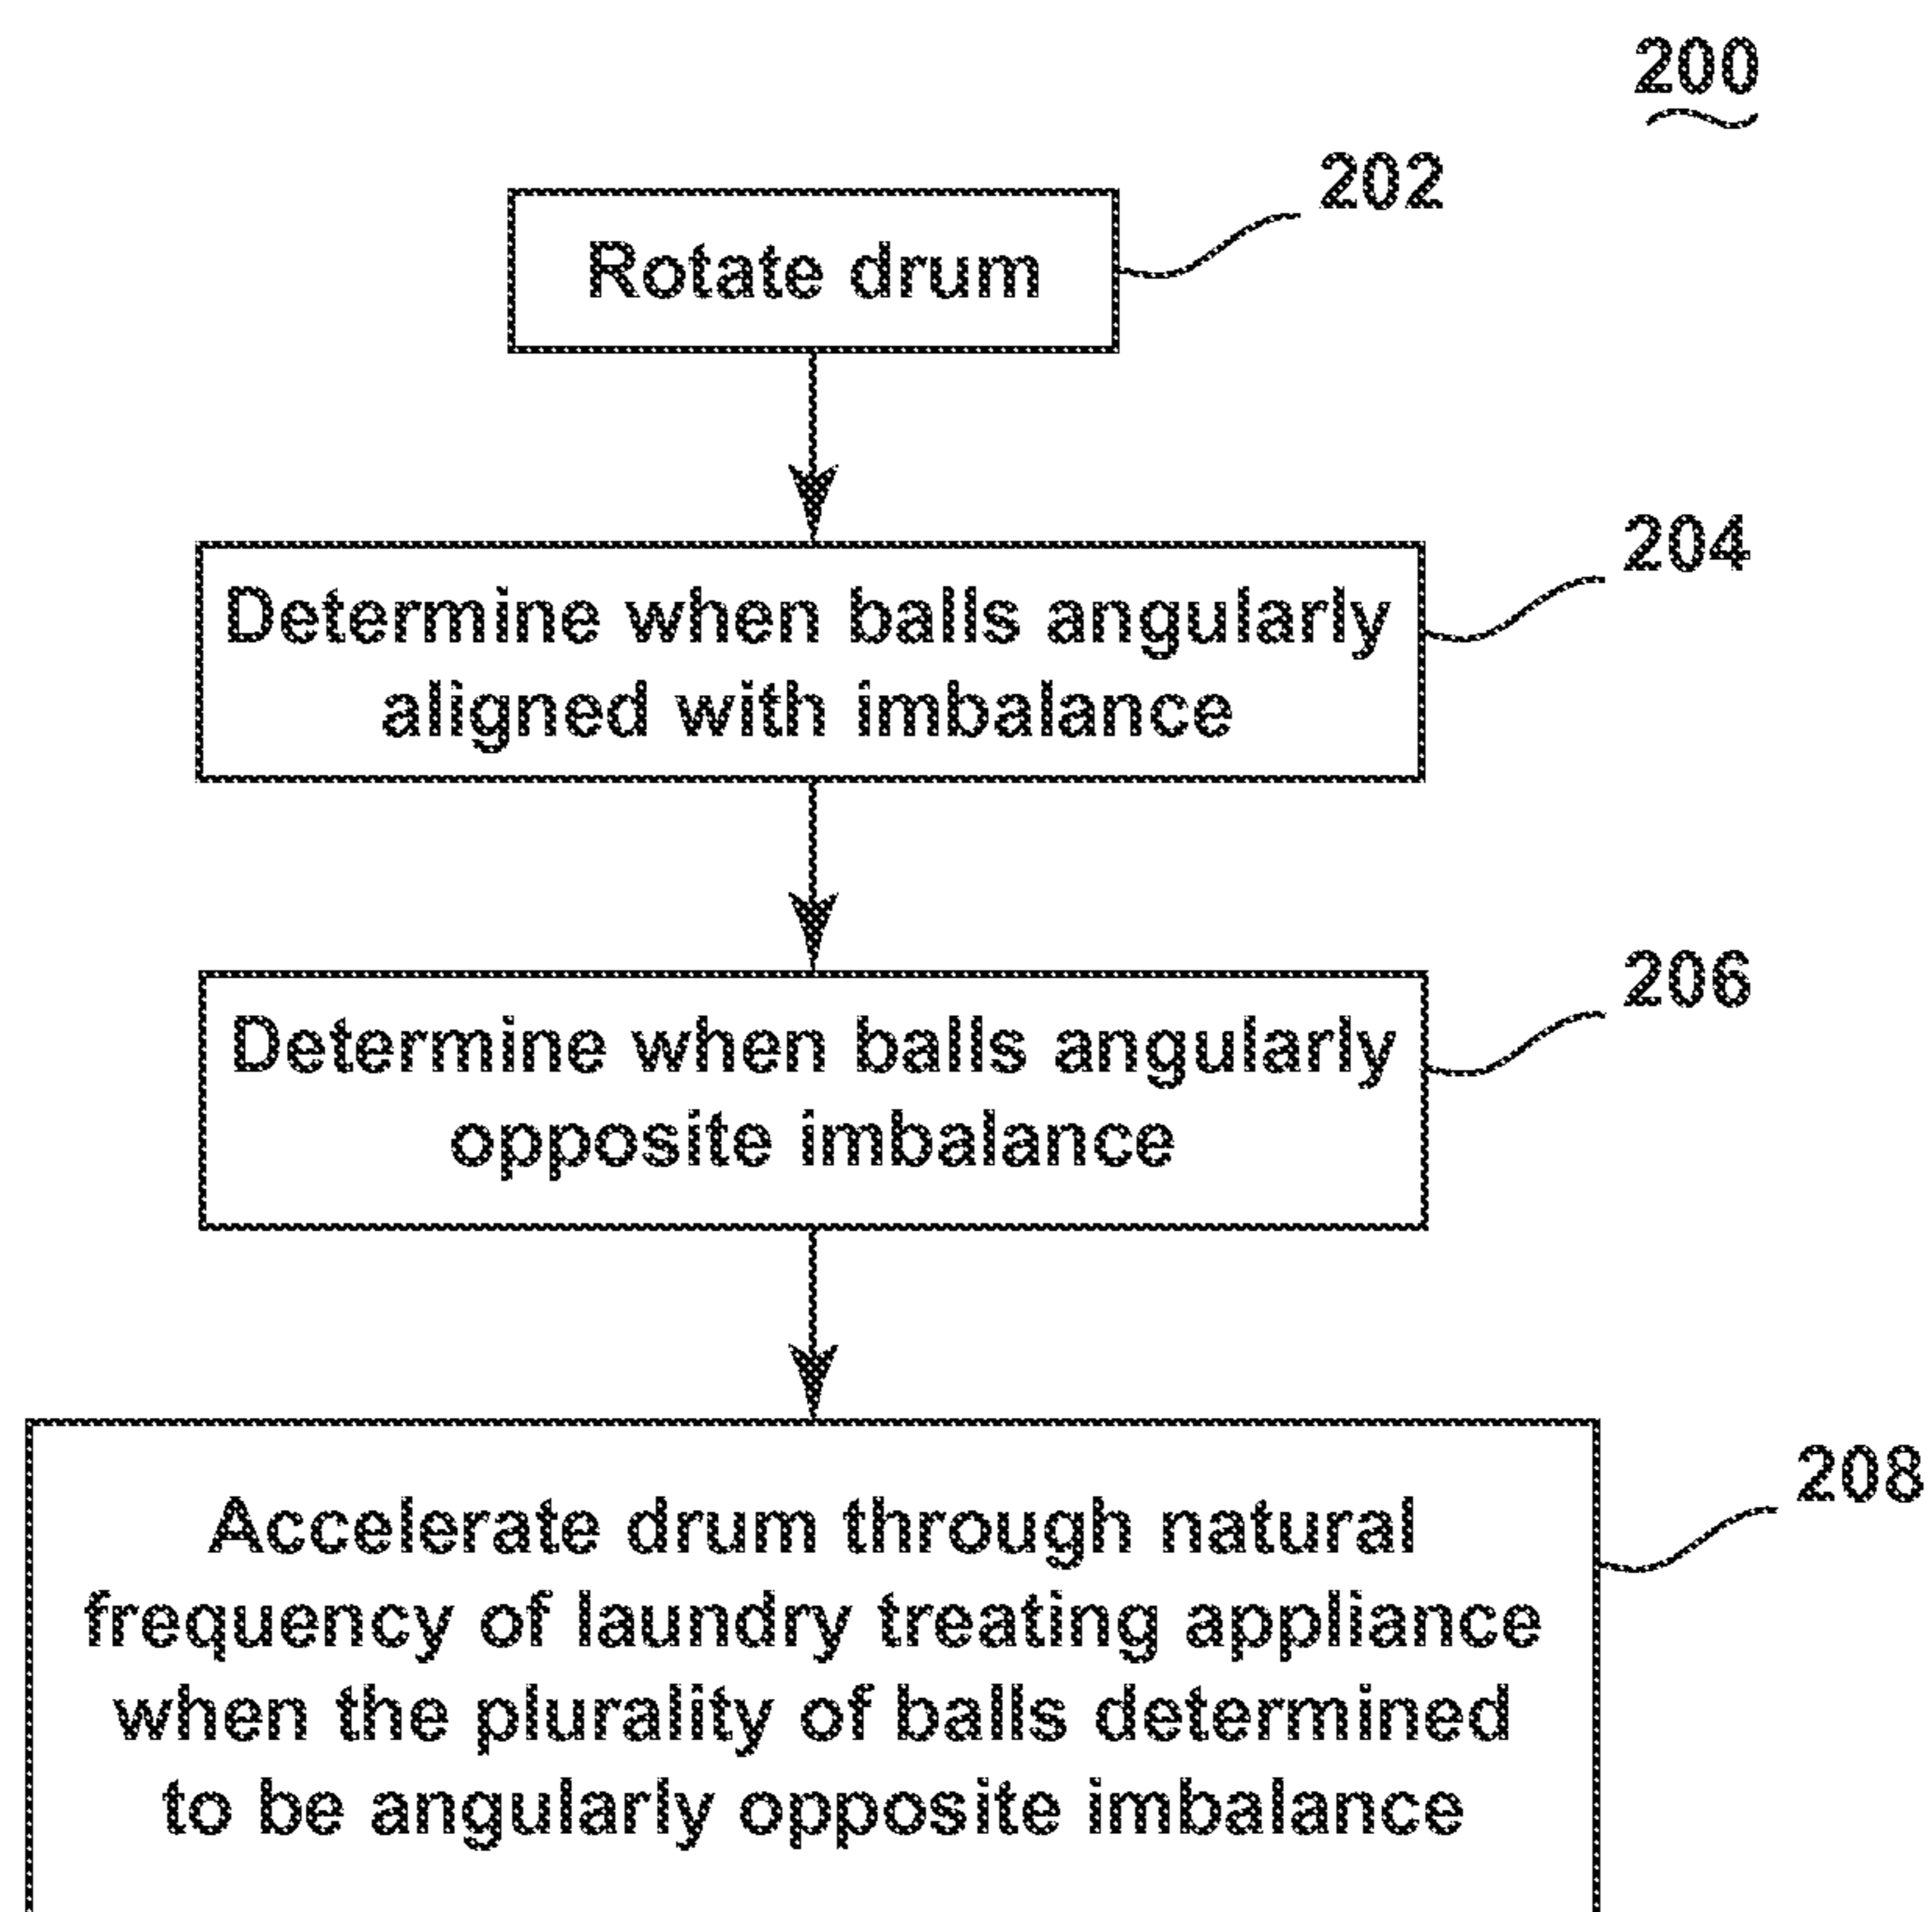 200
202
Rotate drum
204
Determine when balls angularly
aligned with imbalance
206
Determine when balls angularly
opposite imbalance
208
Accelerate drum through natural
frequency of laundry treating appliance
when the plurality of balls determined
to be angularly opposite imbalance